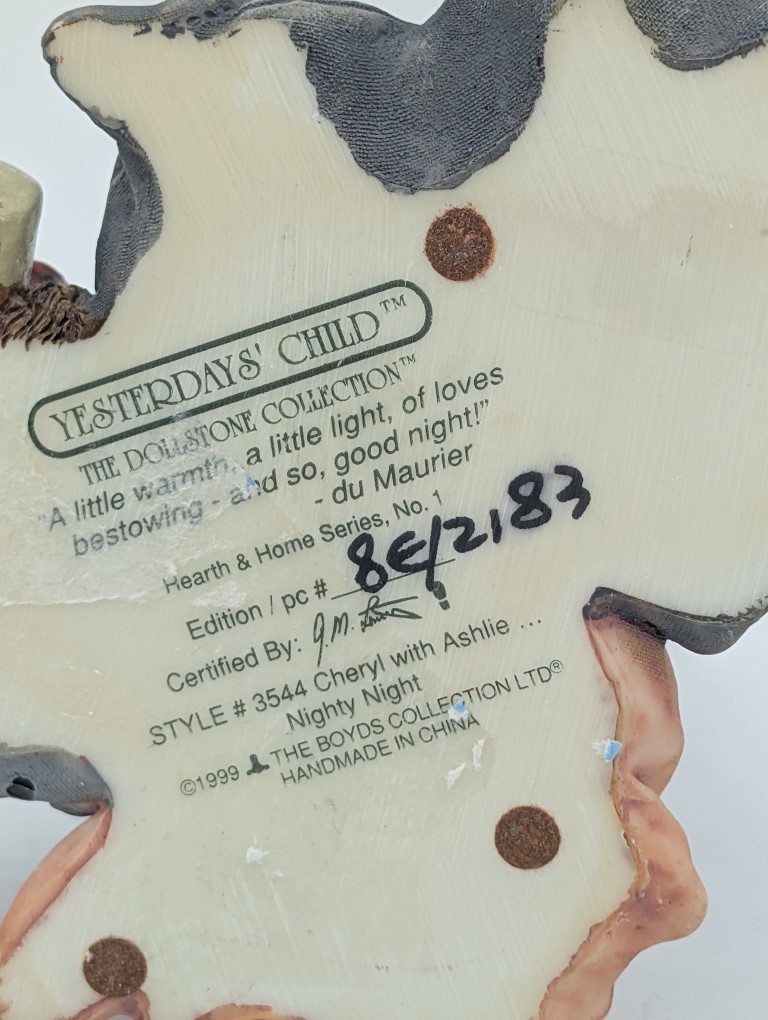 YESTERDAYS' CHILD™
THE DOLLSTONE COLLECTION™
"A little warmth, a little light, of loves
bestowing - and so, good night!"
- du Maurier
Hearth & Home Series, No. 1
Edition / pc # 8E/2183
Certified By: J.M.
STYLE # 3544 Cheryl with Ashlie ...
Nighty Night
©1999 THE BOYDS COLLECTION LTD®
HANDMADE IN CHINA